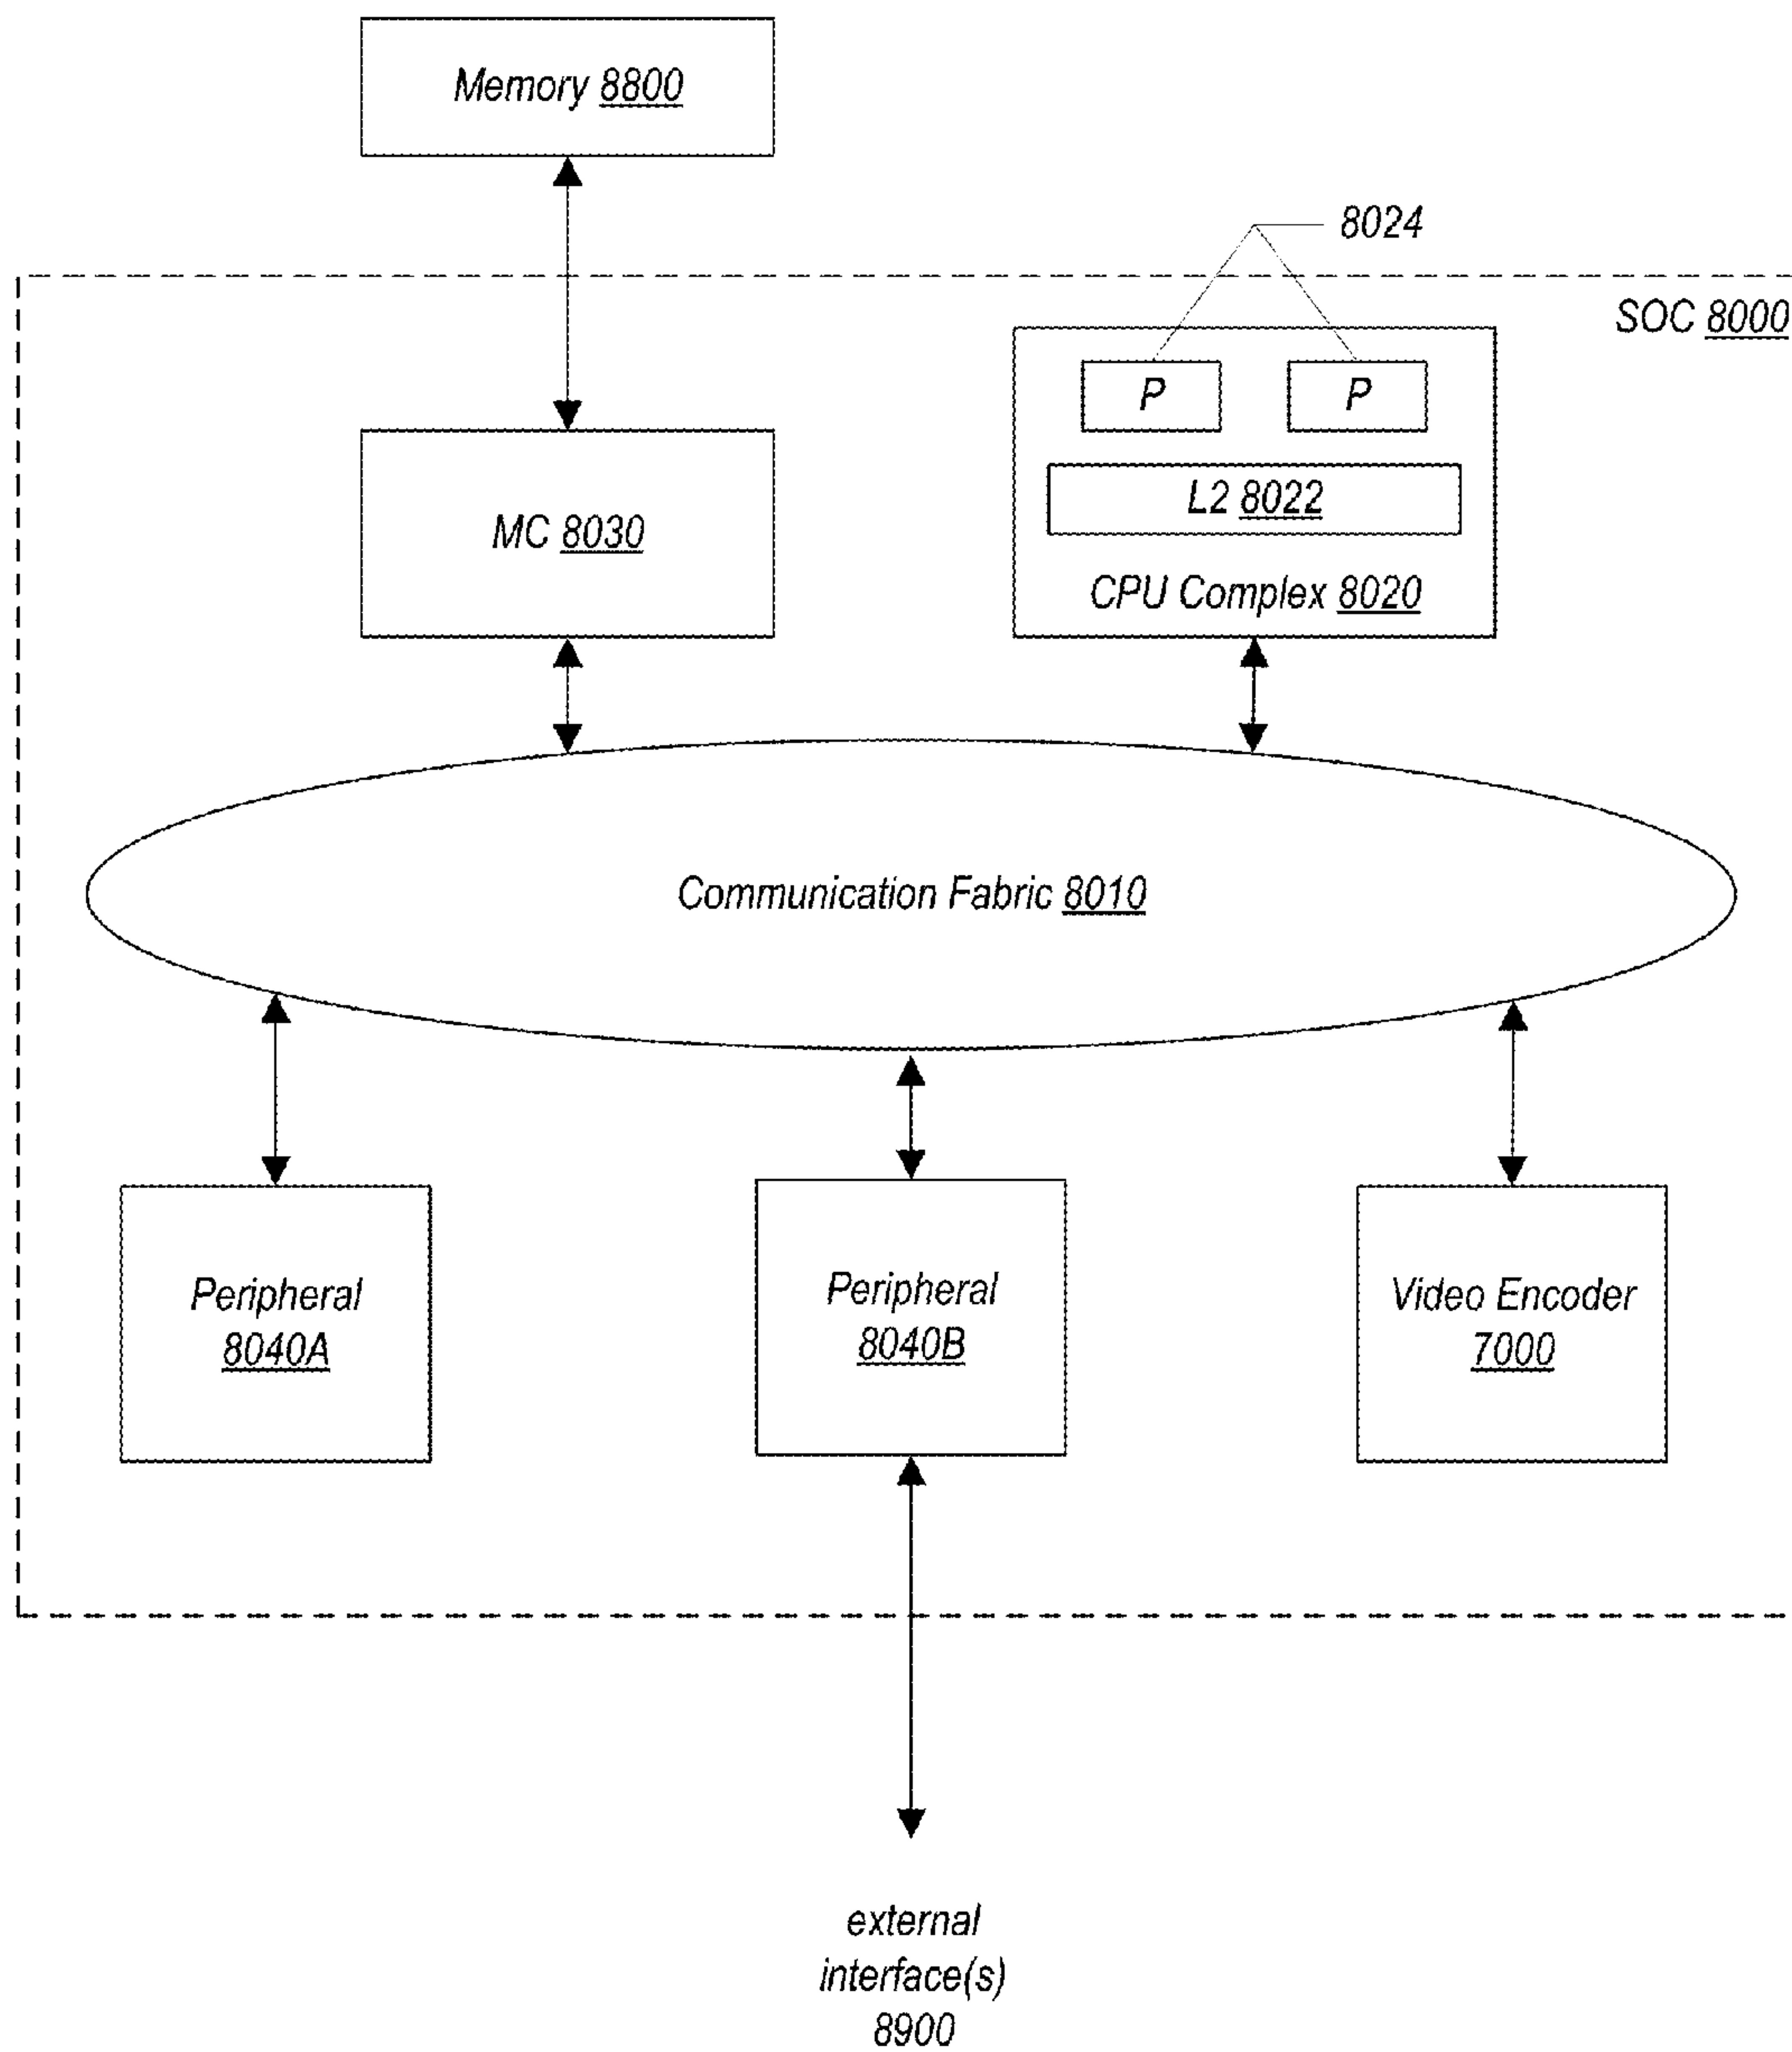 Memory 8800
8024
SOC 8000
P
P
L2 8022
MC 8030
CPU Complex 8020
Communication Fabric 8010
Peripheral
8040A
Peripheral
8040B
Video Encoder
7000
external
interface(s)
8900